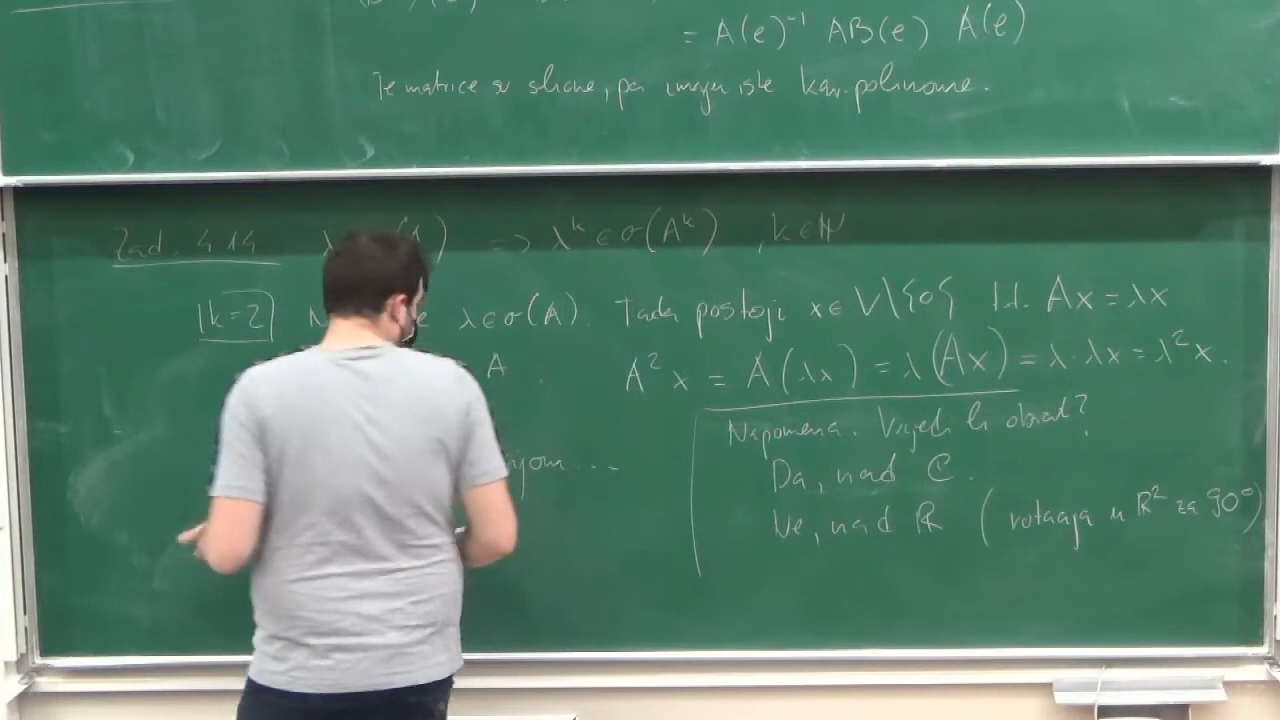 = A(e)⁻¹ AB(e) A(e)
Te matrice su slične, pa imaju iste kar. polinome.
Zad. 4.14 λ (A) => λᵏ ∈ σ(Aᵏ) , k ∈ ℕ
k=2 λ ∈ σ(A). Tada postoji x ∈ V\{0} t.d. Ax = λx
A . A²x = A(λx) = λ(Ax) = λ·λx = λ²x.
Napomena. Vrijedi li obrat?
...
Da, nad C.
Ne, nad R (rotacija u R² za 90°)